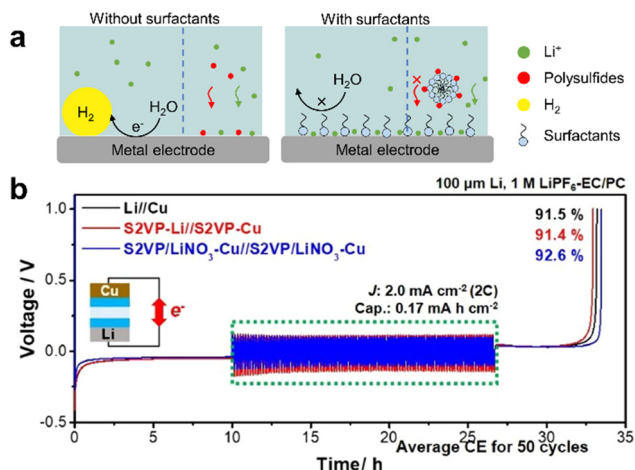 a
Without surfactants
With surfactants
H₂
H₂O
e⁻
H₂O
Metal electrode
Metal electrode
Li⁺
Polysulfides
H₂
Surfactants
b
100 μm Li, 1 M LiPF₆-EC/PC
Li//Cu
S2VP-Li//S2VP-Cu
S2VP/LiNO₃-Cu//S2VP/LiNO₃-Cu
91.5 %
91.4 %
92.6 %
J: 2.0 mA cm⁻² (2C)
Cap.: 0.17 mA h cm⁻²
Cu
e⁻
Li
Voltage/ V
1.0
0.5
0.0
-0.5
0
5
10
15
20
25
30
35
Average CE for 50 cycles
Time/ h